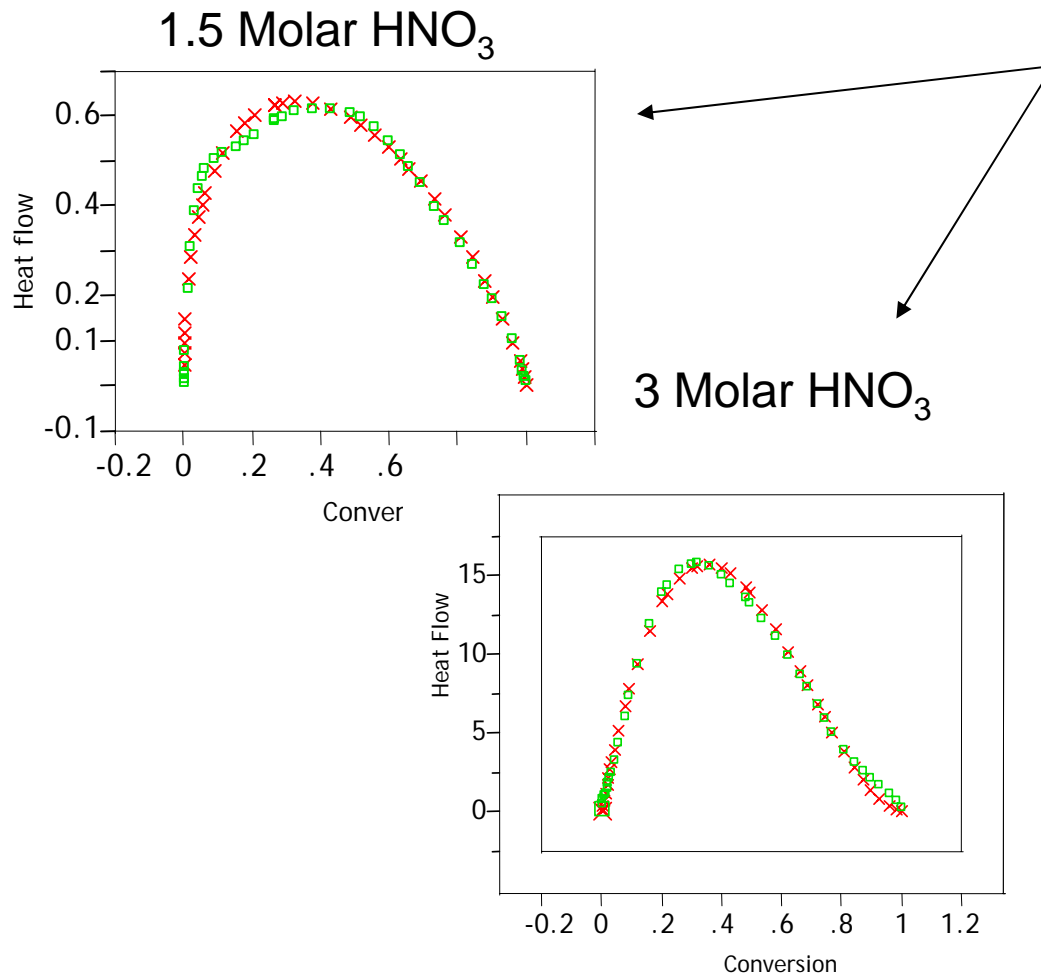 1.5 Molar HNO₃
0.6
0.4
0.2
0.1
-0.1
Heat flow
-0.2 0 .2 .4 .6
Conver
3 Molar HNO₃
15
10
5
0
Heat Flow
-0.2 0 .2 .4 .6 .8 1 1.2
Conversion